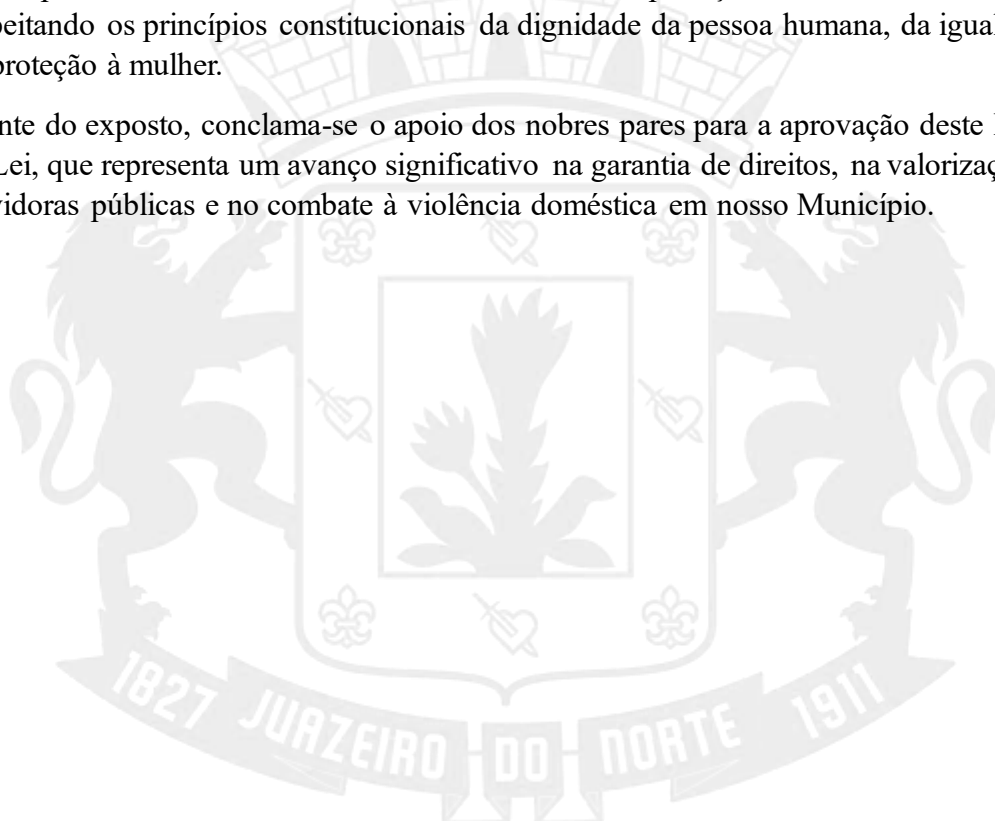 peitando os princípios constitucionais da dignidade da pessoa humana, da igual
proteção à mulher.
nte do exposto, conclama-se o apoio dos nobres pares para a aprovação deste
Lei, que representa um avanço significativo na garantia de direitos, na valorizaç
vidoras públicas e no combate à violência doméstica em nosso Município.
1827 JUAZEIRO DO NORTE 1911